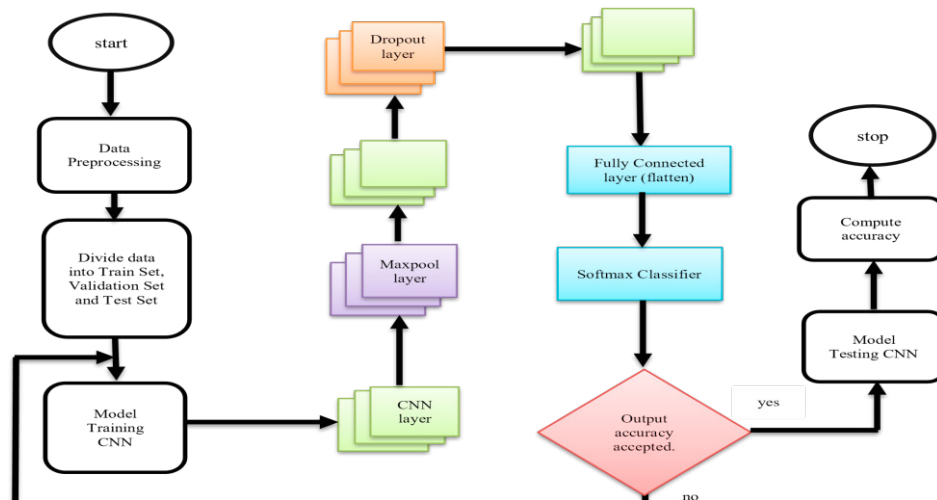 start
Data
Preprocessing
Divide data
into Train Set,
Validation Set
and Test Set
Model
Training
CNN
CNN
layer
Maxpool
layer
Dropout
layer
Fully Connected
layer (flatten)
Softmax Classifier
Output
accuracy
accepted.
yes
no
Model
Testing CNN
Compute
accuracy
stop